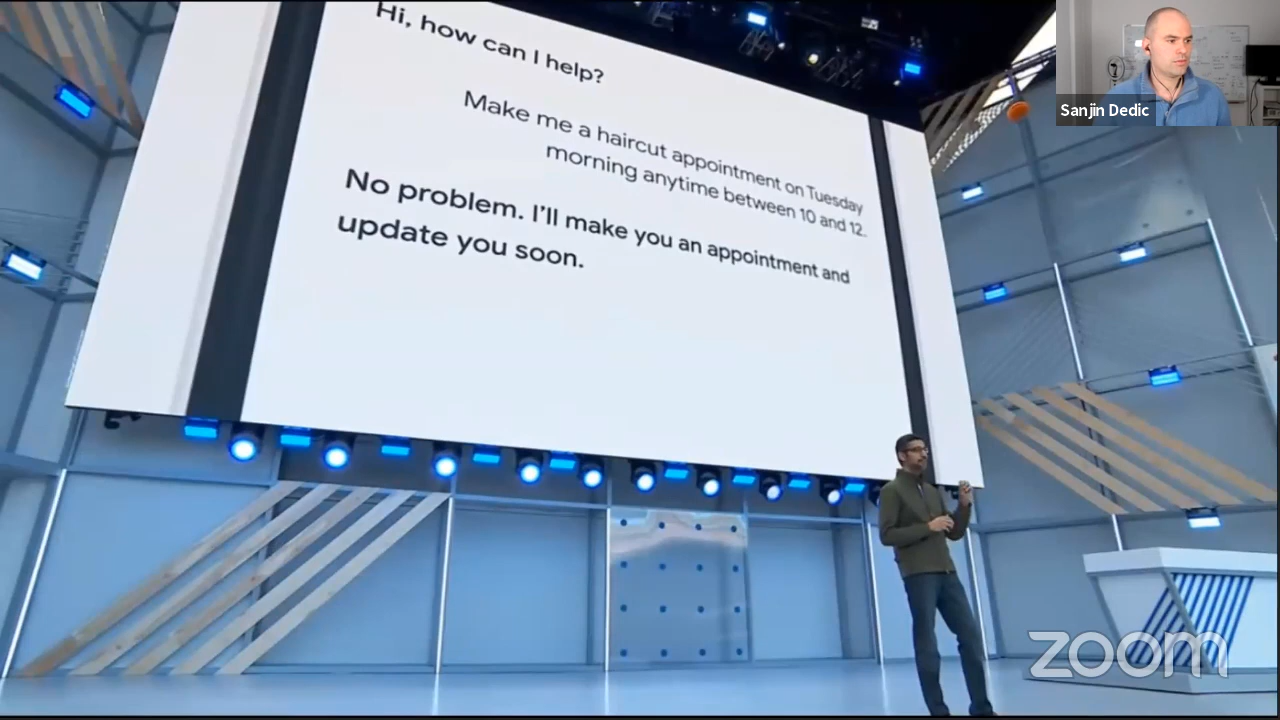 Hi, how can I help?
Make me a haircut appointment on Tuesday
morning anytime between 10 and 12.
No problem. I'll make you an appointment and
update you soon.
Sanjin Dedic
zoom